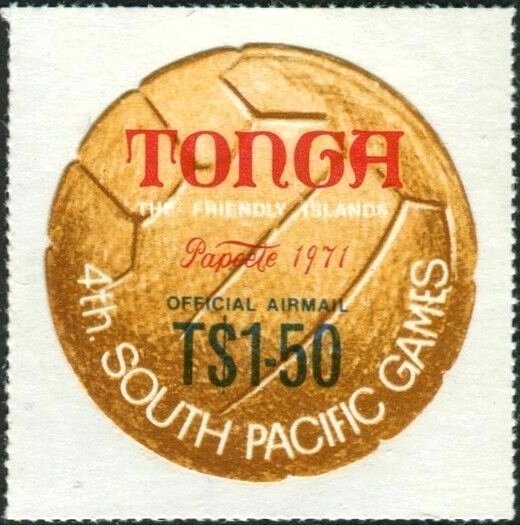 TONGA
THE FRIENDLY ISLANDS
Papeete 1971
OFFICIAL AIRMAIL
T$1·50
4th. SOUTH PACIFIC GAMES